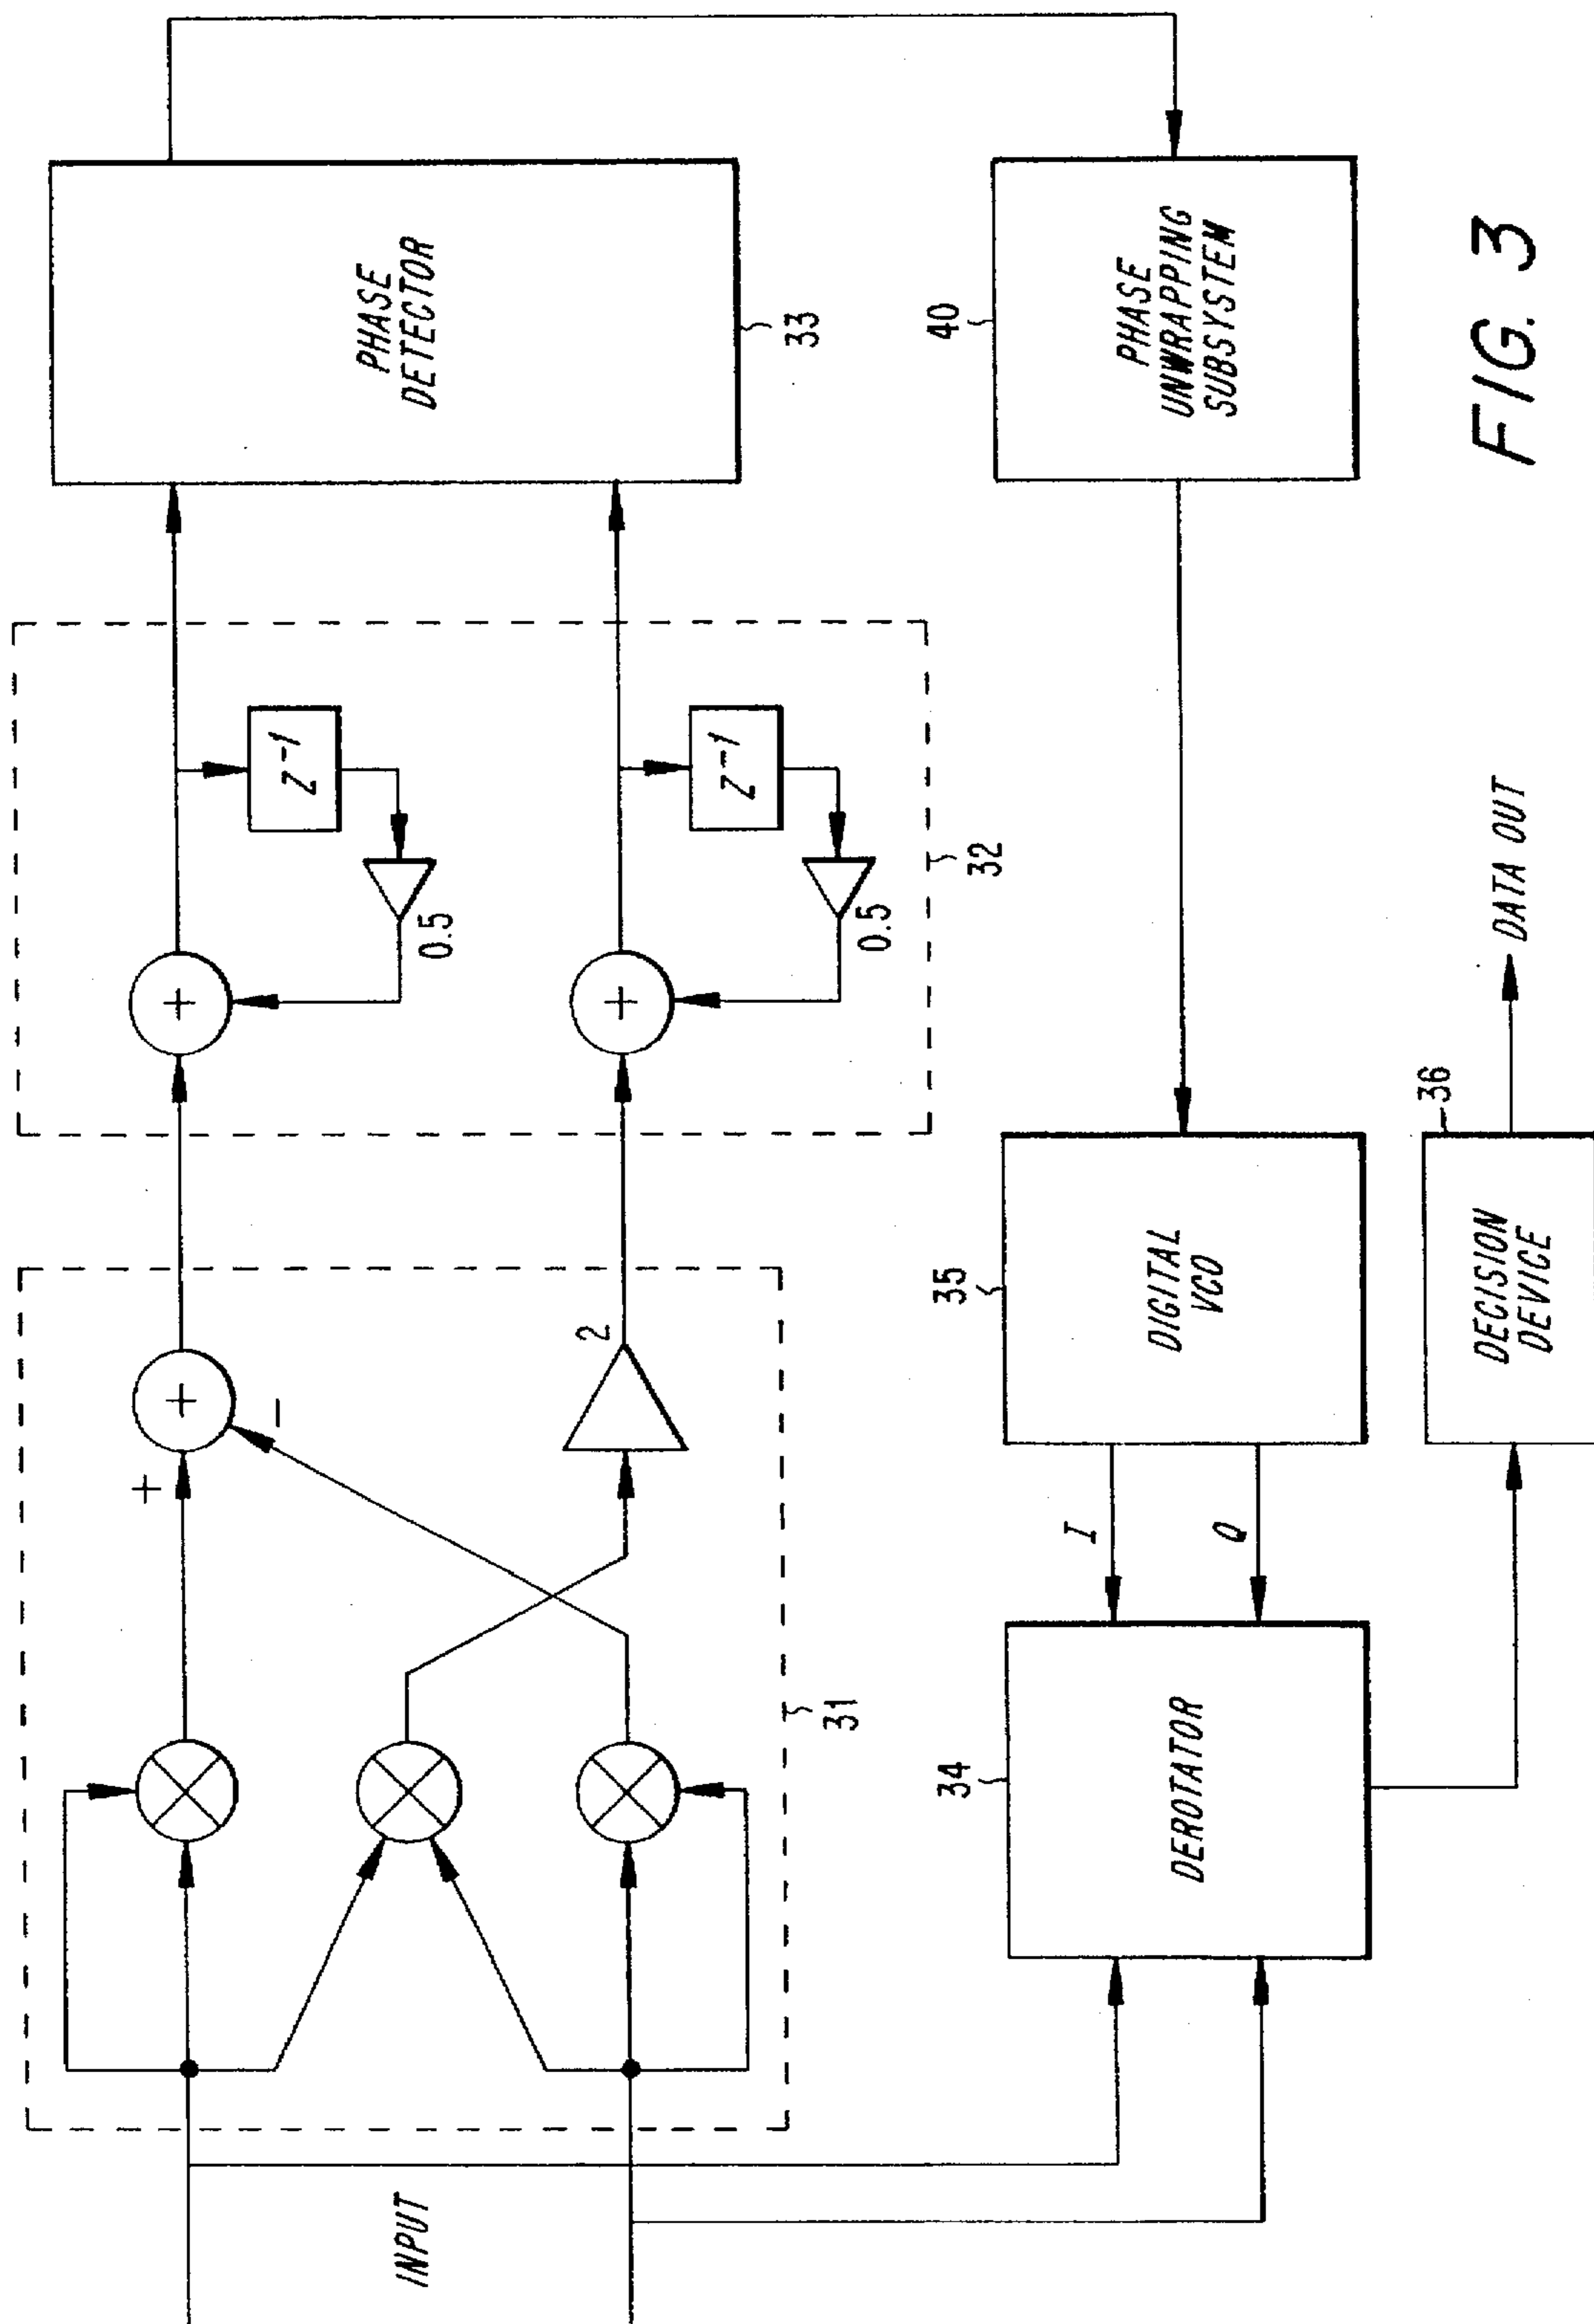 INPUT
+
-
+
2
31
+
0.5
Z⁻¹
+
0.5
Z⁻¹
32
PHASE
DETECTOR
33
34
DEROTATOR
I
Q
35
DIGITAL
VCO
40
PHASE
UNWRAPPING
SUBSYSTEM
36
DECISION
DEVICE
DATA OUT
FIG. 3